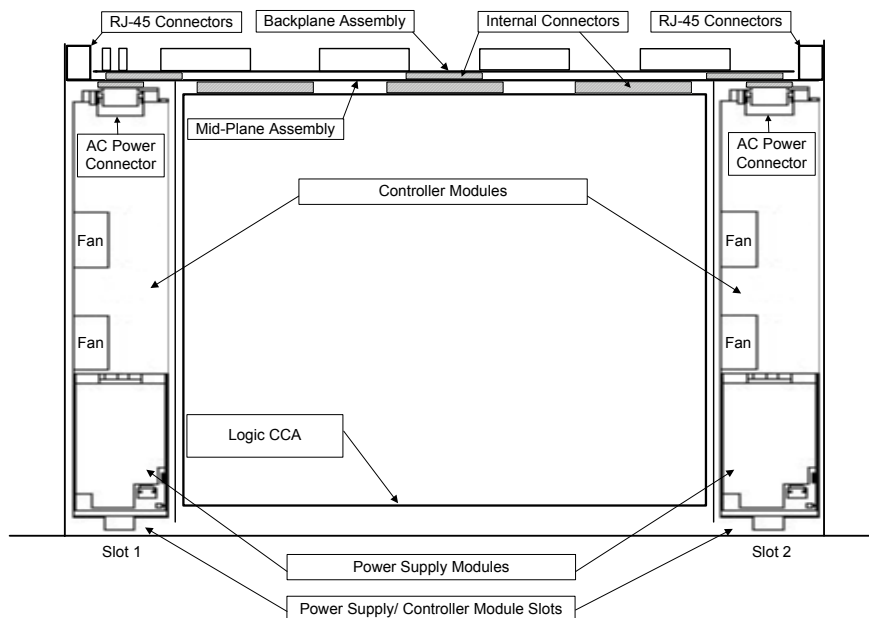 RJ-45 Connectors
Backplane Assembly
Internal Connectors
RJ-45 Connectors
Mid-Plane Assembly
AC Power
Connector
AC Power
Connector
Controller Modules
Fan
Fan
Fan
Fan
Logic CCA
Slot 1
Slot 2
Power Supply Modules
Power Supply/ Controller Module Slots